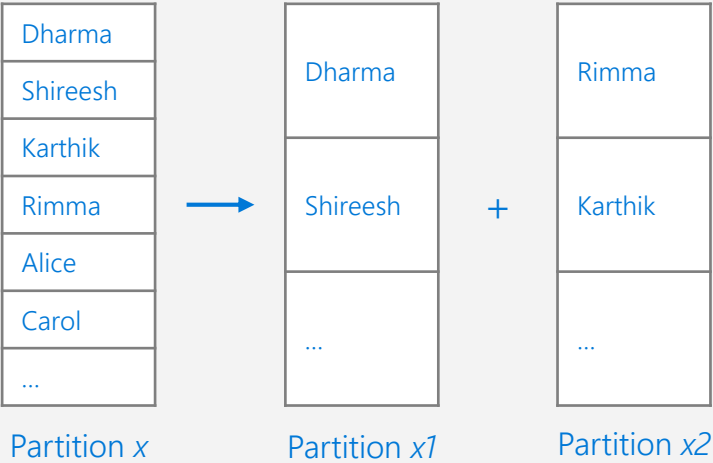 Dharma
Shireesh
Karthik
Rimma
Alice
Carol
...
Partition x
Dharma
Shireesh
...
Partition x1
+
Rimma
Karthik
...
Partition x2